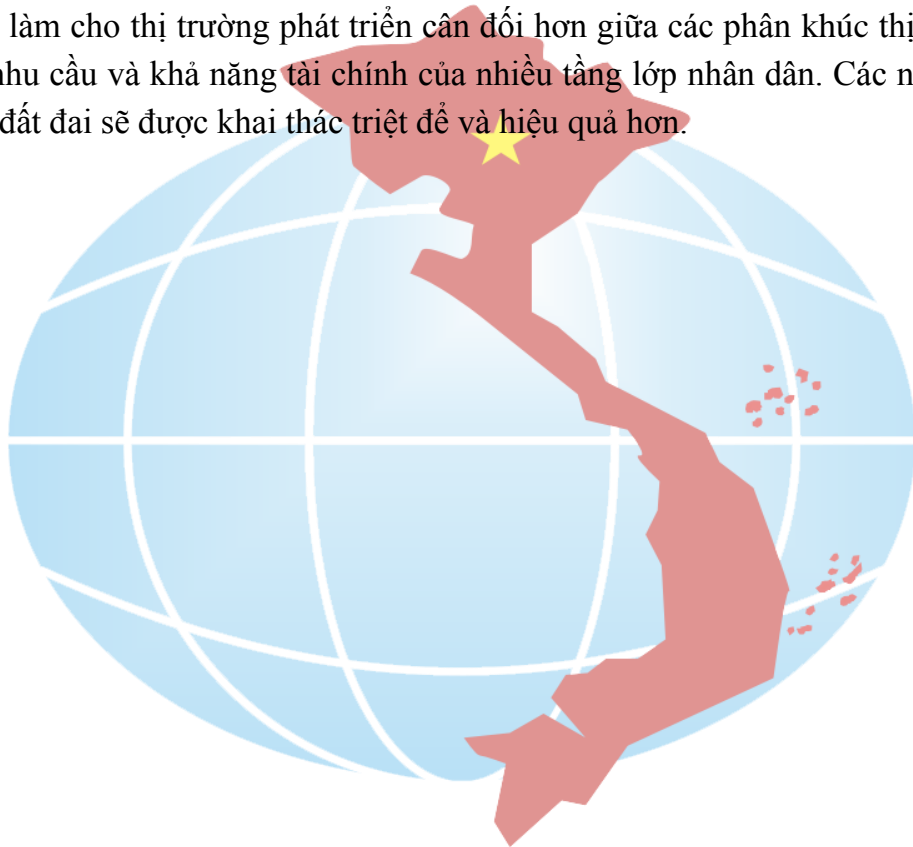 làm cho thị trường phát triển cân đối hơn giữa các phân khúc thị
nhu cầu và khả năng tài chính của nhiều tầng lớp nhân dân. Các n
đất đai sẽ được khai thác triệt để và hiệu quả hơn.